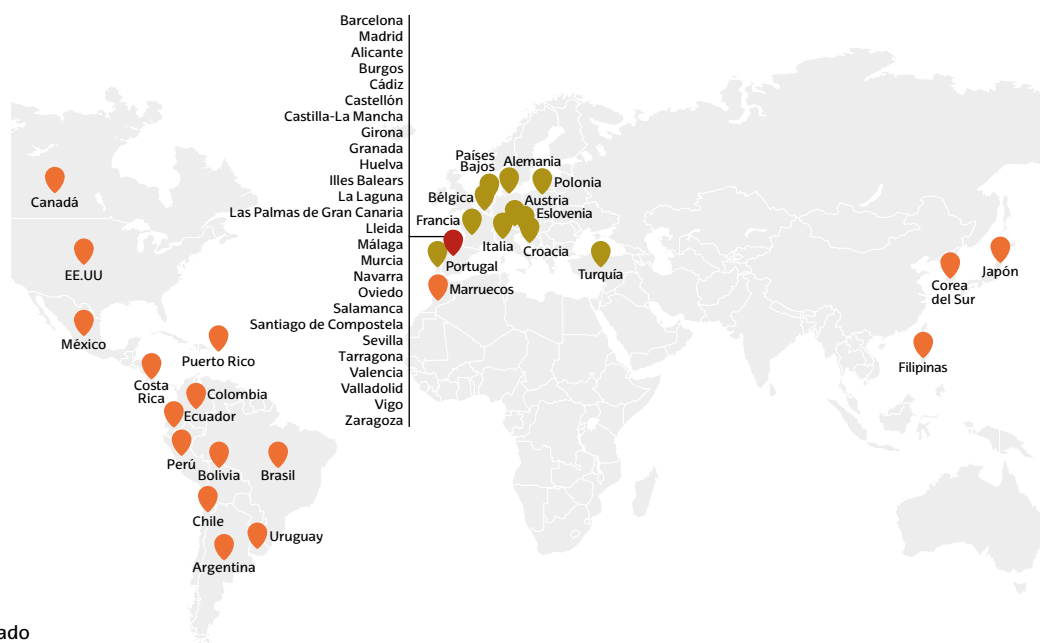 Barcelona
Madrid
Alicante
Burgos
Cádiz
Castellón
Castilla-La Mancha
Girona
Granada
Huelva
Illes Balears
La Laguna
Las Palmas de Gran Canaria
Lleida
Málaga
Murcia
Navarra
Oviedo
Salamanca
Santiago de Compostela
Sevilla
Tarragona
Valencia
Valladolid
Vigo
Zaragoza
Países
Bajos
Alemania
Polonia
Bélgica
Austria
Eslovenia
Francia
Italia
Croacia
Portugal
Turquía
Marruecos
Canadá
EE.UU
México
Puerto Rico
Costa
Rica
Colombia
Ecuador
Perú
Bolivia
Brasil
Chile
Uruguay
Argentina
Japón
Corea
del Sur
Filipinas
ado